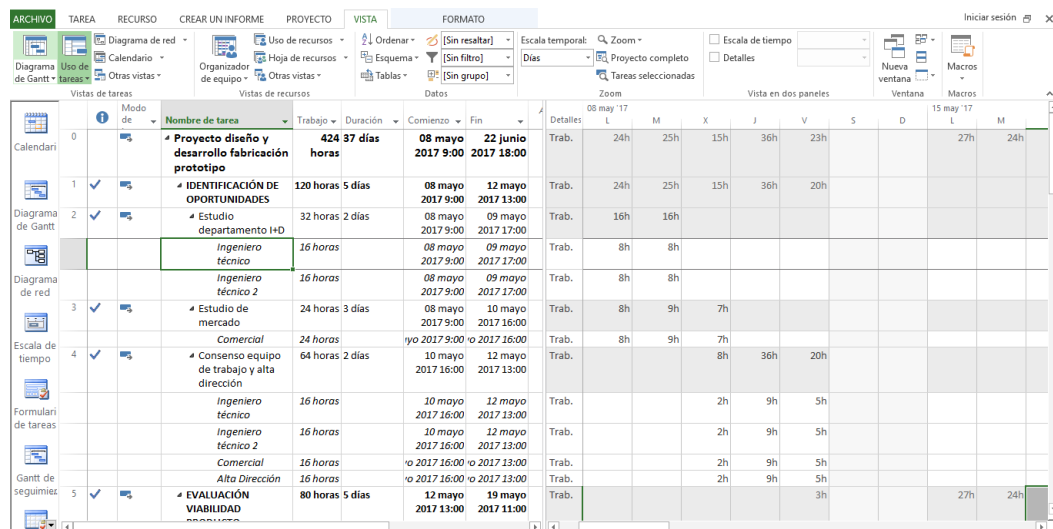 ARCHIVO TAREA RECURSO CREAR UN INFORME PROYECTO VISTA FORMATO Iniciar sesión
Diagrama de Gantt Uso de tareas Diagrama de red Calendario Otras vistas
Organizador de equipo Uso de recursos Hoja de recursos Otras vistas
Ordenar Esquema Tablas [Sin resaltar] [Sin filtro] [Sin grupo]
Escala temporal: Días Zoom Proyecto completo Tareas seleccionadas
Escala de tiempo Detalles
Nueva ventana Macros
Vistas de tareas Vistas de recursos Datos Zoom Vista en dos paneles Ventana Macros
Calendari
Diagrama de Gantt
Diagrama de red
Escala de tiempo
Formulari de tareas
Gantt de seguimiez
Modo de Nombre de tarea Trabajo Duración Comienzo Fin Detalles
08 may '17 15 may '17
L M X J V S D L M
0 Proyecto diseño y desarrollo fabricación prototipo 424 horas 37 días 08 mayo 2017 9:00 22 junio 2017 18:00 Trab. 24h 25h 15h 36h 23h 27h 24h
1 IDENTIFICACIÓN DE OPORTUNIDADES 120 horas 5 días 08 mayo 2017 9:00 12 mayo 2017 13:00 Trab. 24h 25h 15h 36h 20h
2 Estudio departamento I+D 32 horas 2 días 08 mayo 2017 9:00 09 mayo 2017 17:00 Trab. 16h 16h
Ingeniero técnico 16 horas 08 mayo 2017 9:00 09 mayo 2017 17:00 Trab. 8h 8h
Ingeniero técnico 2 16 horas 08 mayo 2017 9:00 09 mayo 2017 17:00 Trab. 8h 8h
3 Estudio de mercado 24 horas 3 días 08 mayo 2017 9:00 10 mayo 2017 16:00 Trab. 8h 9h 7h
Comercial 24 horas yo 2017 9:00 o 2017 16:00 Trab. 8h 9h 7h
4 Consenso equipo de trabajo y alta dirección 64 horas 2 días 10 mayo 2017 16:00 12 mayo 2017 13:00 Trab. 8h 36h 20h
Ingeniero técnico 16 horas 10 mayo 2017 16:00 12 mayo 2017 13:00 Trab. 2h 9h 5h
Ingeniero técnico 2 16 horas 10 mayo 2017 16:00 12 mayo 2017 13:00 Trab. 2h 9h 5h
Comercial 16 horas o 2017 16:00 o 2017 13:00 Trab. 2h 9h 5h
Alta Dirección 16 horas o 2017 16:00 o 2017 13:00 Trab. 2h 9h 5h
5 EVALUACIÓN VIABILIDAD 80 horas 5 días 12 mayo 2017 13:00 19 mayo 2017 11:00 Trab. 3h 27h 24h